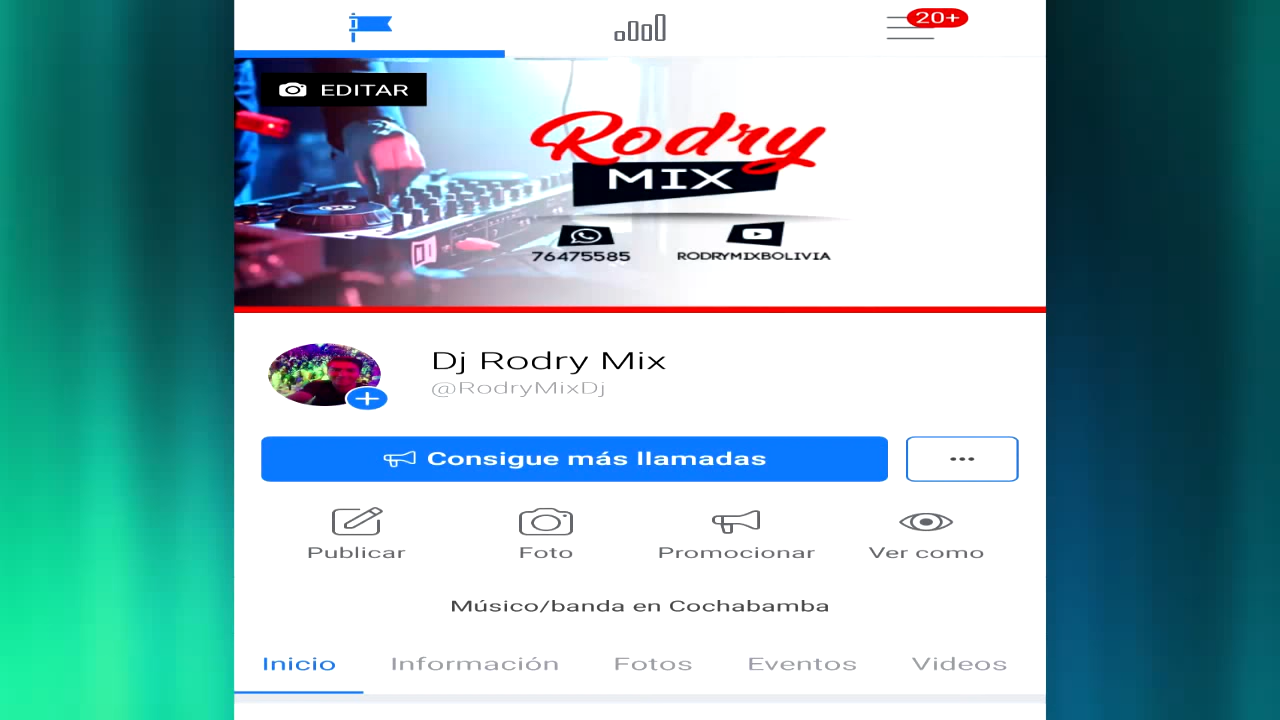 20+
EDITAR
Rodry
MIX
76475585 RODRYMIXBOLIVIA
Dj Rodry Mix
@RodryMixDj
Consigue más llamadas
Publicar Foto Promocionar Ver como
Músico/banda en Cochabamba
Inicio Información Fotos Eventos Videos